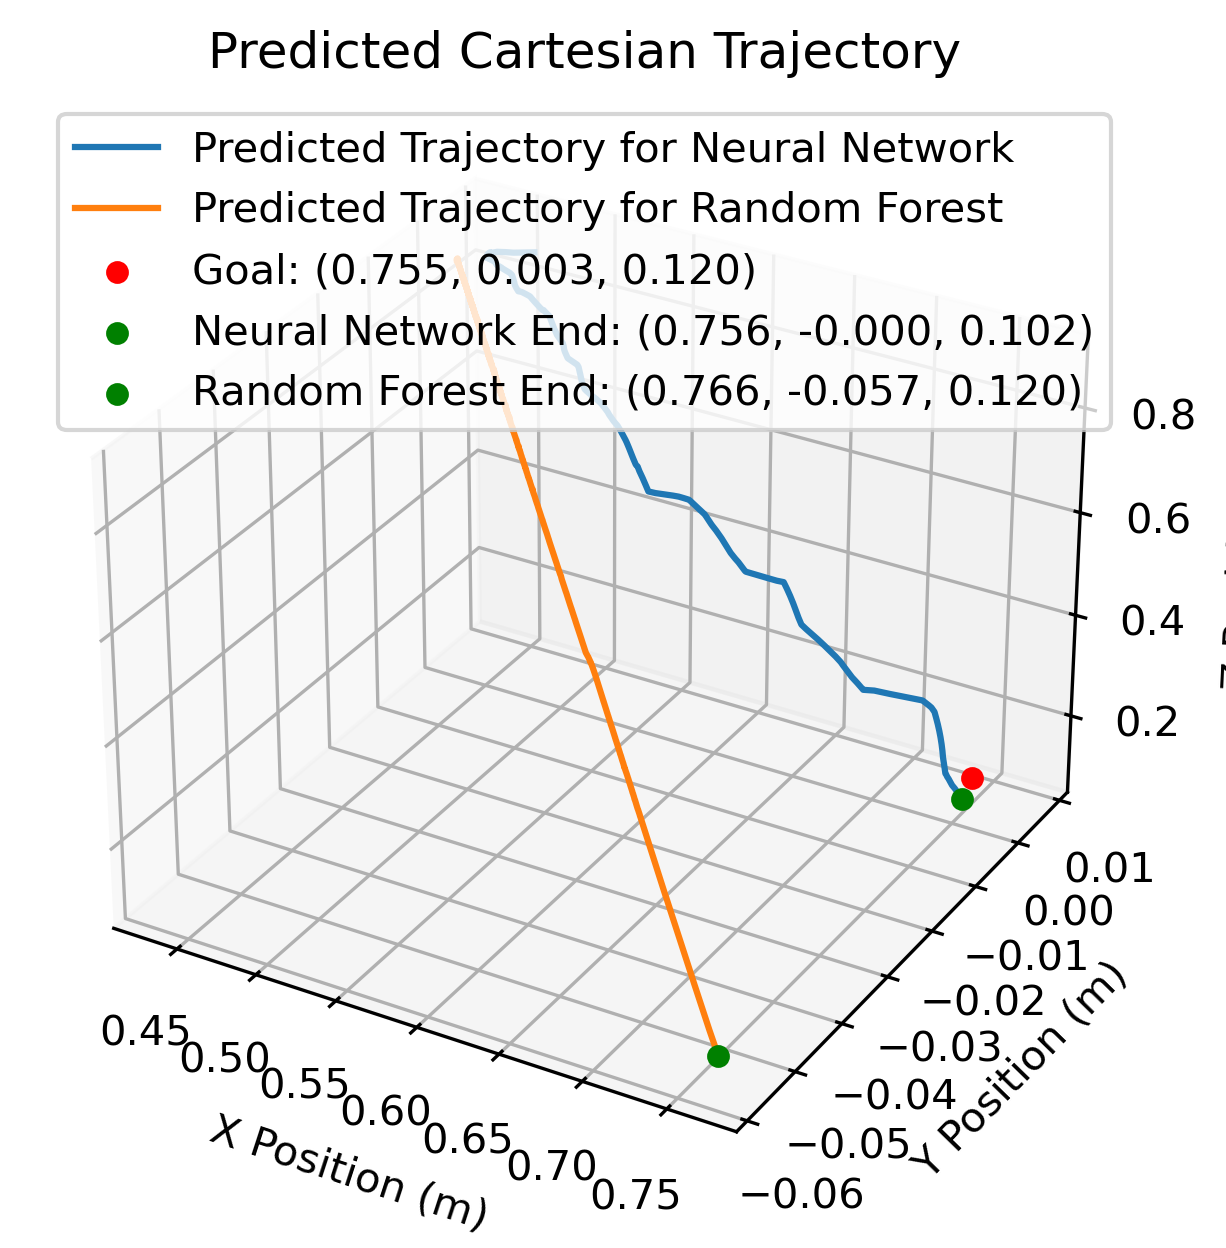 Predicted Cartesian Trajectory
Predicted Trajectory for Neural Network
Predicted Trajectory for Random Forest
Goal: (0.755, 0.003, 0.120)
Neural Network End: (0.756, -0.000, 0.102)
Random Forest End: (0.766, -0.057, 0.120)
0.8
0.6
0.4
0.2
0.01
0.00
−0.01
−0.02
−0.03
−0.04
−0.05
−0.06
Y Position (m)
0.45
0.50
0.55
0.60
0.65
0.70
0.75
X Position (m)